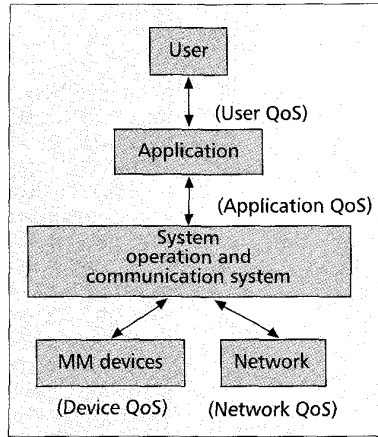 User
(User QoS)
Application
(Application QoS)
System
operation and
communication system
MM devices
Network
(Device QoS)
(Network QoS)